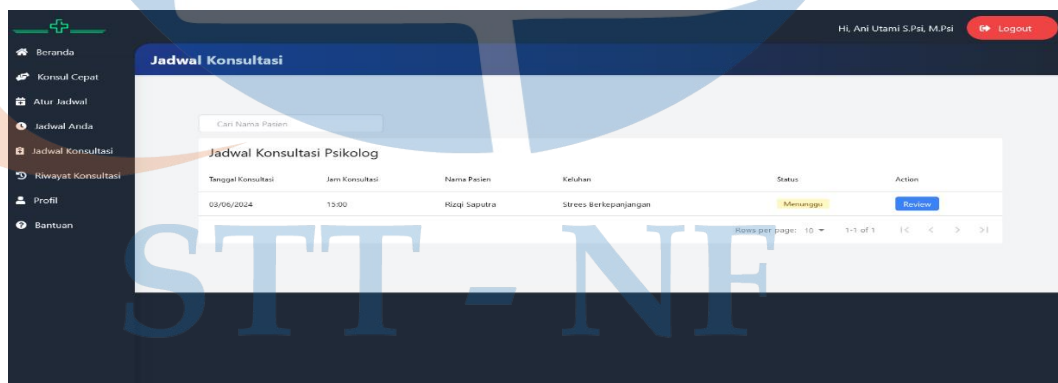 Hi, Ani Utami S.Psi, M.Psi
Logout
Beranda
Konsul Cepat
Atur Jadwal
Jadwal Anda
Jadwal Konsultasi
Riwayat Konsultasi
Profil
Bantuan
Jadwal Konsultasi
Cari Nama Pasien
Jadwal Konsultasi Psikolog
Tanggal Konsultasi Jam Konsultasi Nama Pasien Keluhan Status Action
03/06/2024 15:00 Rizqi Saputra Strees Berkepanjangan Menunggu Review
Rows per page: 10 1-1 of 1
STT - NF